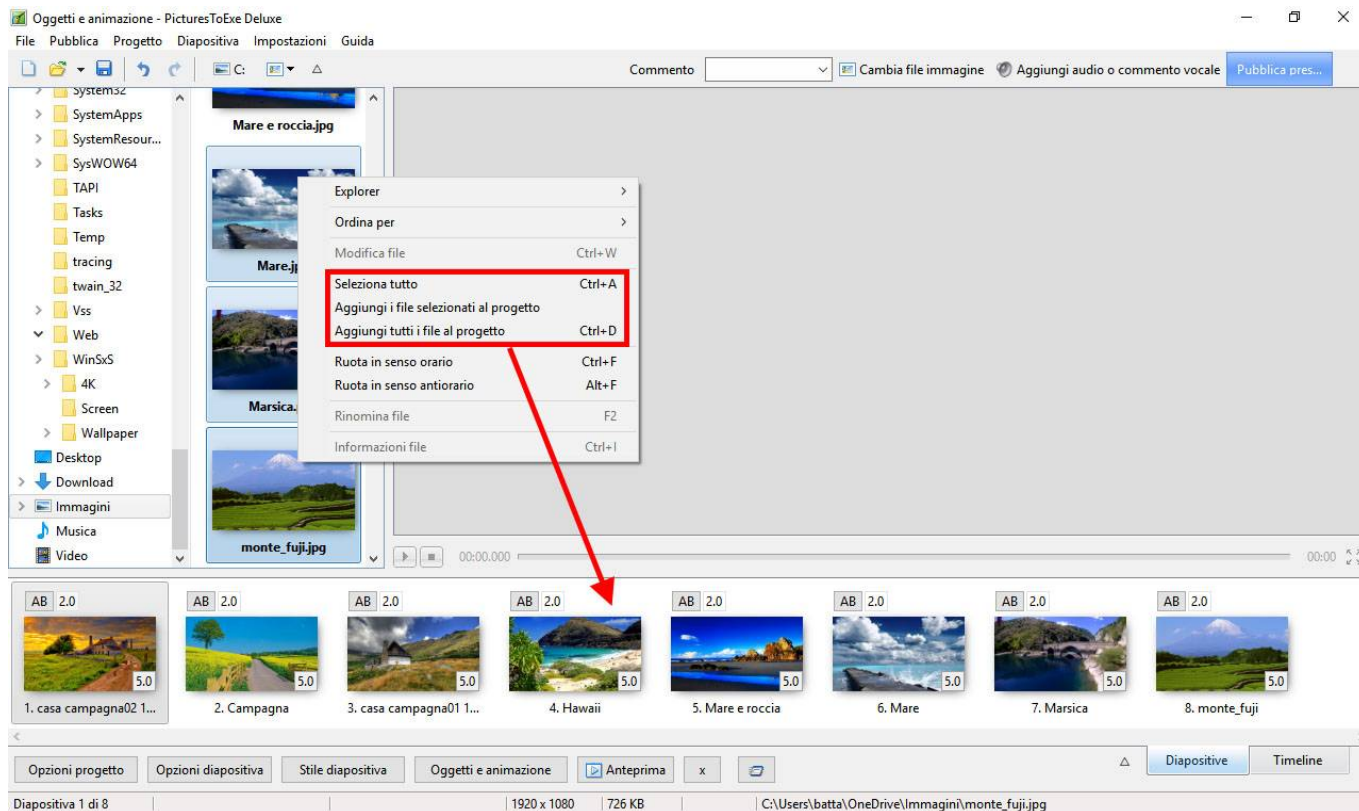 Oggetti e animazione - PicturesToExe Deluxe
File Pubblica Progetto Diapositiva Impostazioni Guida
C:
Commento
Cambia file immagine
Aggiungi audio o commento vocale
Pubblica pres...
System32
SystemApps
SystemResour...
SysWOW64
TAPI
Tasks
Temp
tracing
twain_32
Vss
Web
WinSxS
4K
Screen
Wallpaper
Desktop
Download
Immagini
Musica
Video
Mare e roccia.jpg
Mare.j
Marsica.
monte_fuji.jpg
Explorer
Ordina per
Modifica file Ctrl+W
Seleziona tutto Ctrl+A
Aggiungi i file selezionati al progetto
Aggiungi tutti i file al progetto Ctrl+D
Ruota in senso orario Ctrl+F
Ruota in senso antiorario Alt+F
Rinomina file F2
Informazioni file Ctrl+I
00:00.000 00:00
AB 2.0 AB 2.0 AB 2.0 AB 2.0 AB 2.0 AB 2.0 AB 2.0 AB 2.0
5.0 5.0 5.0 5.0 5.0 5.0 5.0 5.0
1. casa campagna02 1... 2. Campagna 3. casa campagna01 1... 4. Hawaii 5. Mare e roccia 6. Mare 7. Marsica 8. monte_fuji
Opzioni progetto Opzioni diapositiva Stile diapositiva Oggetti e animazione Anteprima x Diapositive Timeline
Diapositiva 1 di 8 1920 x 1080 726 KB C:\Users\batta\OneDrive\Immagini\monte_fuji.jpg